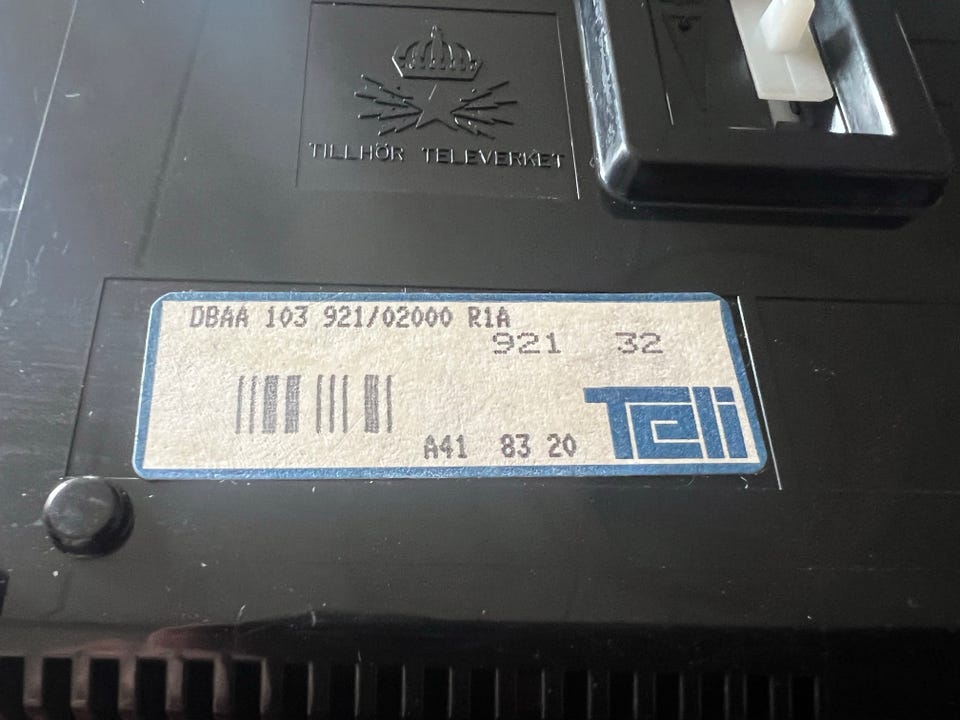 TILLHÖR TELEVERKET
DBAA 103 921/02000 R1A
921 32
A41 83 20
Teli